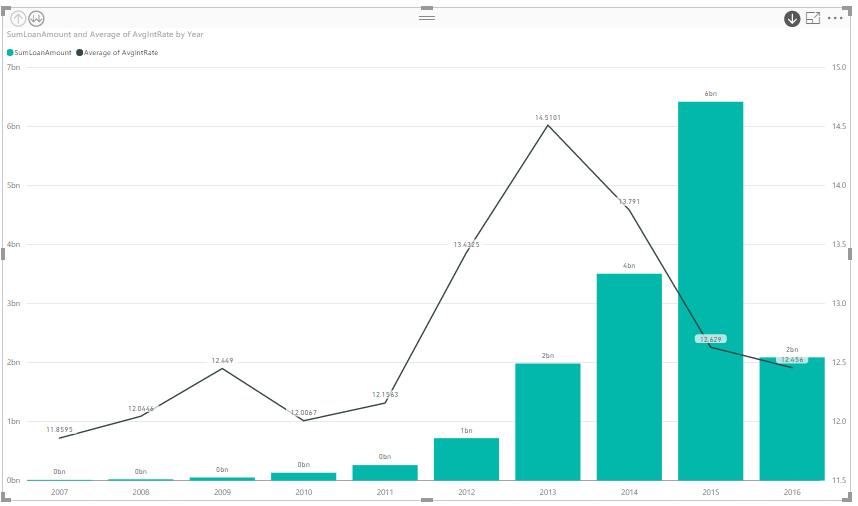 SumLoanAmount and Average of AvgIntRate by Year
SumLoanAmount Average of AvgIntRate
7bn 15.0
6bn
14.5101
6bn 14.5
13.791
5bn 14.0
4bn
13.4325
4bn 13.5
3bn 13.0
12.629
2bn
2bn
12.449
12.456
2bn 12.5
12.0446
12.0067
12.1563
11.8595
1bn 12.0
1bn
0bn 0bn 0bn 0bn 0bn
0bn 11.5
2007 2008 2009 2010 2011 2012 2013 2014 2015 2016